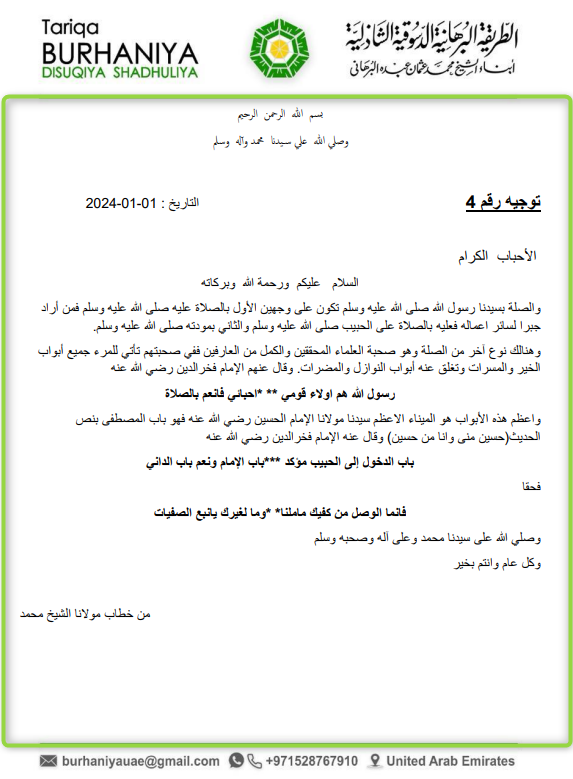 Tariqa
BURHANIYA
DISUQIYA SHADHULIYA
الطريقة البرهانية الدسوقية الشاذلية
أبناء الشيخ محمد عثمان عبده البرهاني
بسم الله الرحمن الرحيم
وصلي الله علي سيدنا محمد وآله وسلم
توجيه رقم 4
التاريخ : 01-01-2024
الأحباب الكرام
السلام عليكم ورحمة الله وبركاته
والصلة بسيدنا رسول الله صلى الله عليه وسلم تكون على وجهين الأول بالصلاة عليه صلى الله عليه وسلم فمن أراد
جبرا لسائر اعماله فعليه بالصلاة على الحبيب صلى الله عليه وسلم والثاني بمودته صلى الله عليه وسلم.
وهنالك نوع آخر من الصلة وهو صحبة العلماء المحققين والكمل من العارفين ففي صحبتهم تأتي للمرء جميع أبواب
الخير والمسرات وتغلق عنه أبواب النوازل والمضرات. وقال عنهم الإمام فخرالدين رضي الله عنه
رسول الله هم اولاء قومي ** *احبائي فانعم بالصلاة
واعظم هذه الأبواب هو الميناء الاعظم سيدنا مولانا الإمام الحسين رضي الله عنه فهو باب المصطفى بنص
الحديث(حسين منى وانا من حسين) وقال عنه الإمام فخرالدين رضي الله عنه
باب الدخول إلى الحبيب مؤكد ***باب الإمام ونعم باب الداني
فحقا
فانما الوصل من كفيك ماملنا* *وما لغيرك يانبع الصفيات
وصلي الله على سيدنا محمد وعلى آله وصحبه وسلم
وكل عام وانتم بخير
من خطاب مولانا الشيخ محمد
burhaniyauae@gmail.com +971528767910 United Arab Emirates